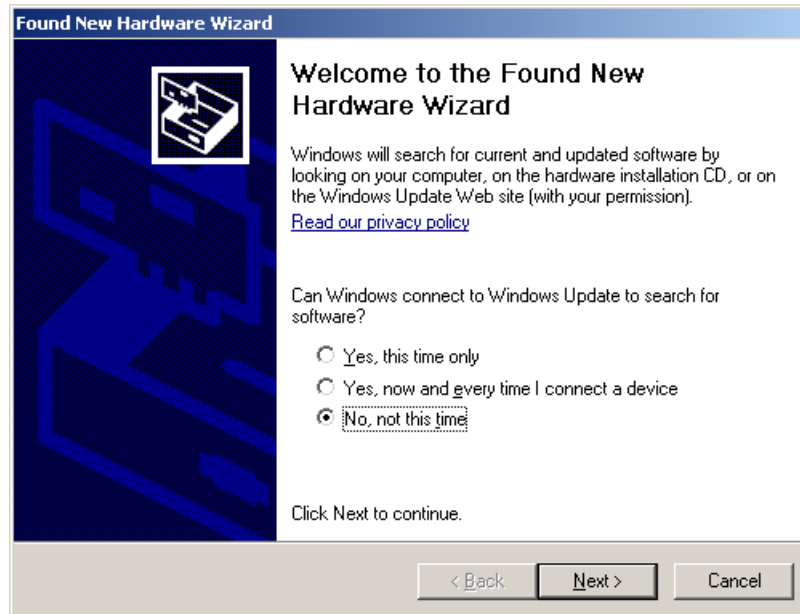 Found New Hardware Wizard
Welcome to the Found New
Hardware Wizard
Windows will search for current and updated software by
looking on your computer, on the hardware installation CD, or on
the Windows Update Web site (with your permission).
Read our privacy policy
Can Windows connect to Windows Update to search for
software?
Yes, this time only
Yes, now and every time I connect a device
No, not this time
Click Next to continue.
< Back Next > Cancel